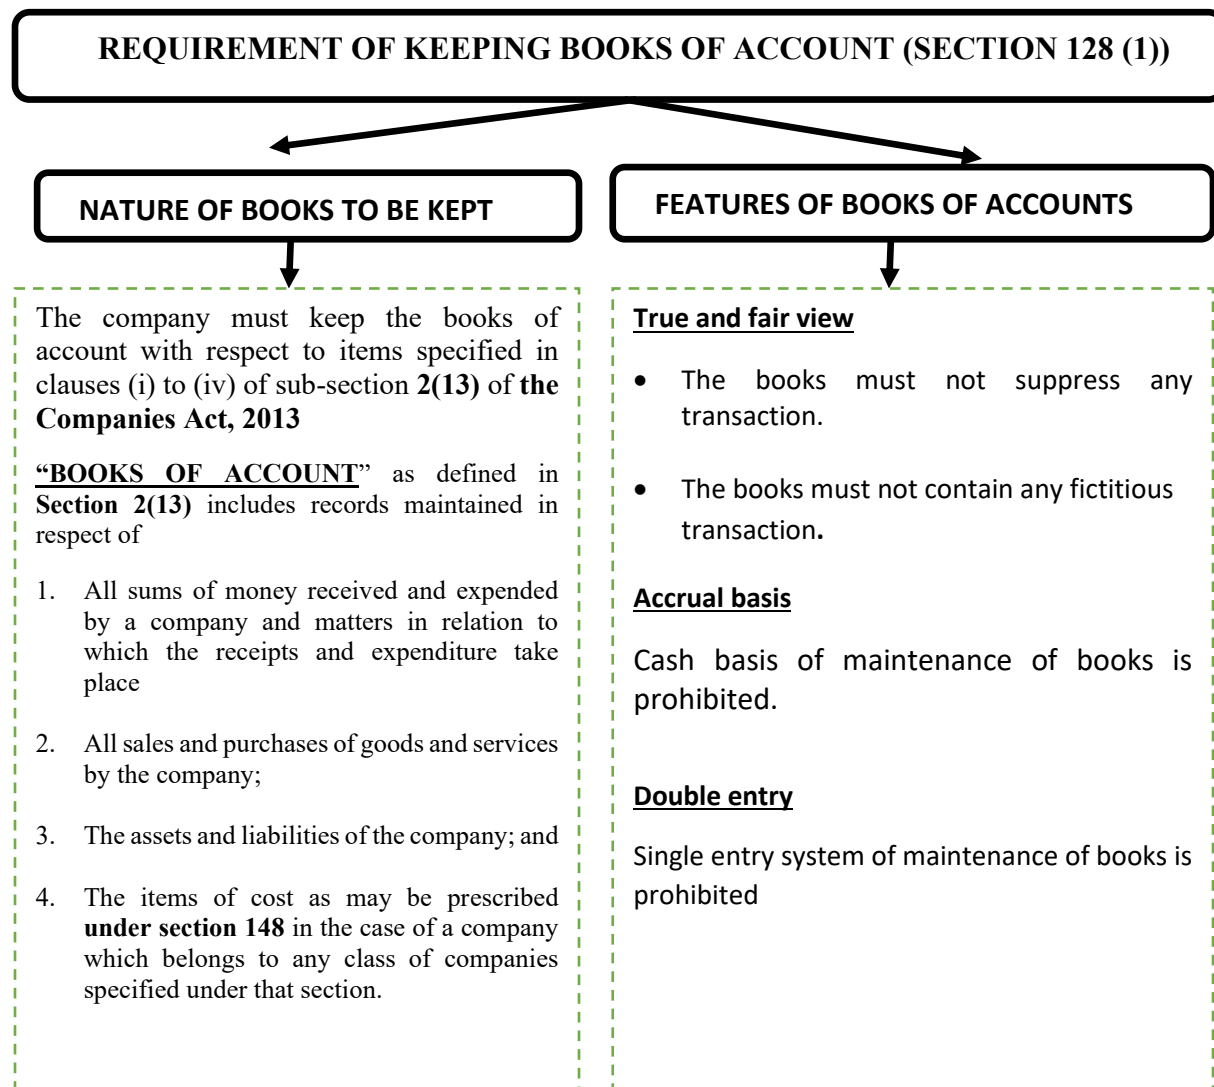 REQUIREMENT OF KEEPING BOOKS OF ACCOUNT (SECTION 128 (1))
NATURE OF BOOKS TO BE KEPT
The company must keep the books of
account with respect to items specified in
clauses (i) to (iv) of sub-section 2(13) of the
Companies Act, 2013
“BOOKS OF ACCOUNT” as defined in
Section 2(13) includes records maintained in
respect of
1. All sums of money received and expended
by a company and matters in relation to
which the receipts and expenditure take
place
2. All sales and purchases of goods and services
by the company;
3. The assets and liabilities of the company; and
4. The items of cost as may be prescribed
under section 148 in the case of a company
which belongs to any class of companies
specified under that section.
FEATURES OF BOOKS OF ACCOUNTS
True and fair view
• The books must not suppress any
transaction.
• The books must not contain any fictitious
transaction.
Accrual basis
Cash basis of maintenance of books is
prohibited.
Double entry
Single entry system of maintenance of books is
prohibited